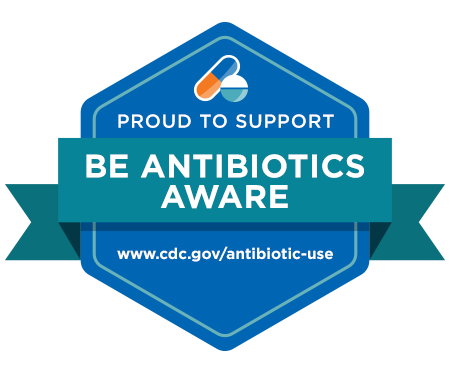 PROUD TO SUPPORT
BE ANTIBIOTICS
AWARE
www.cdc.gov/antibiotic-use